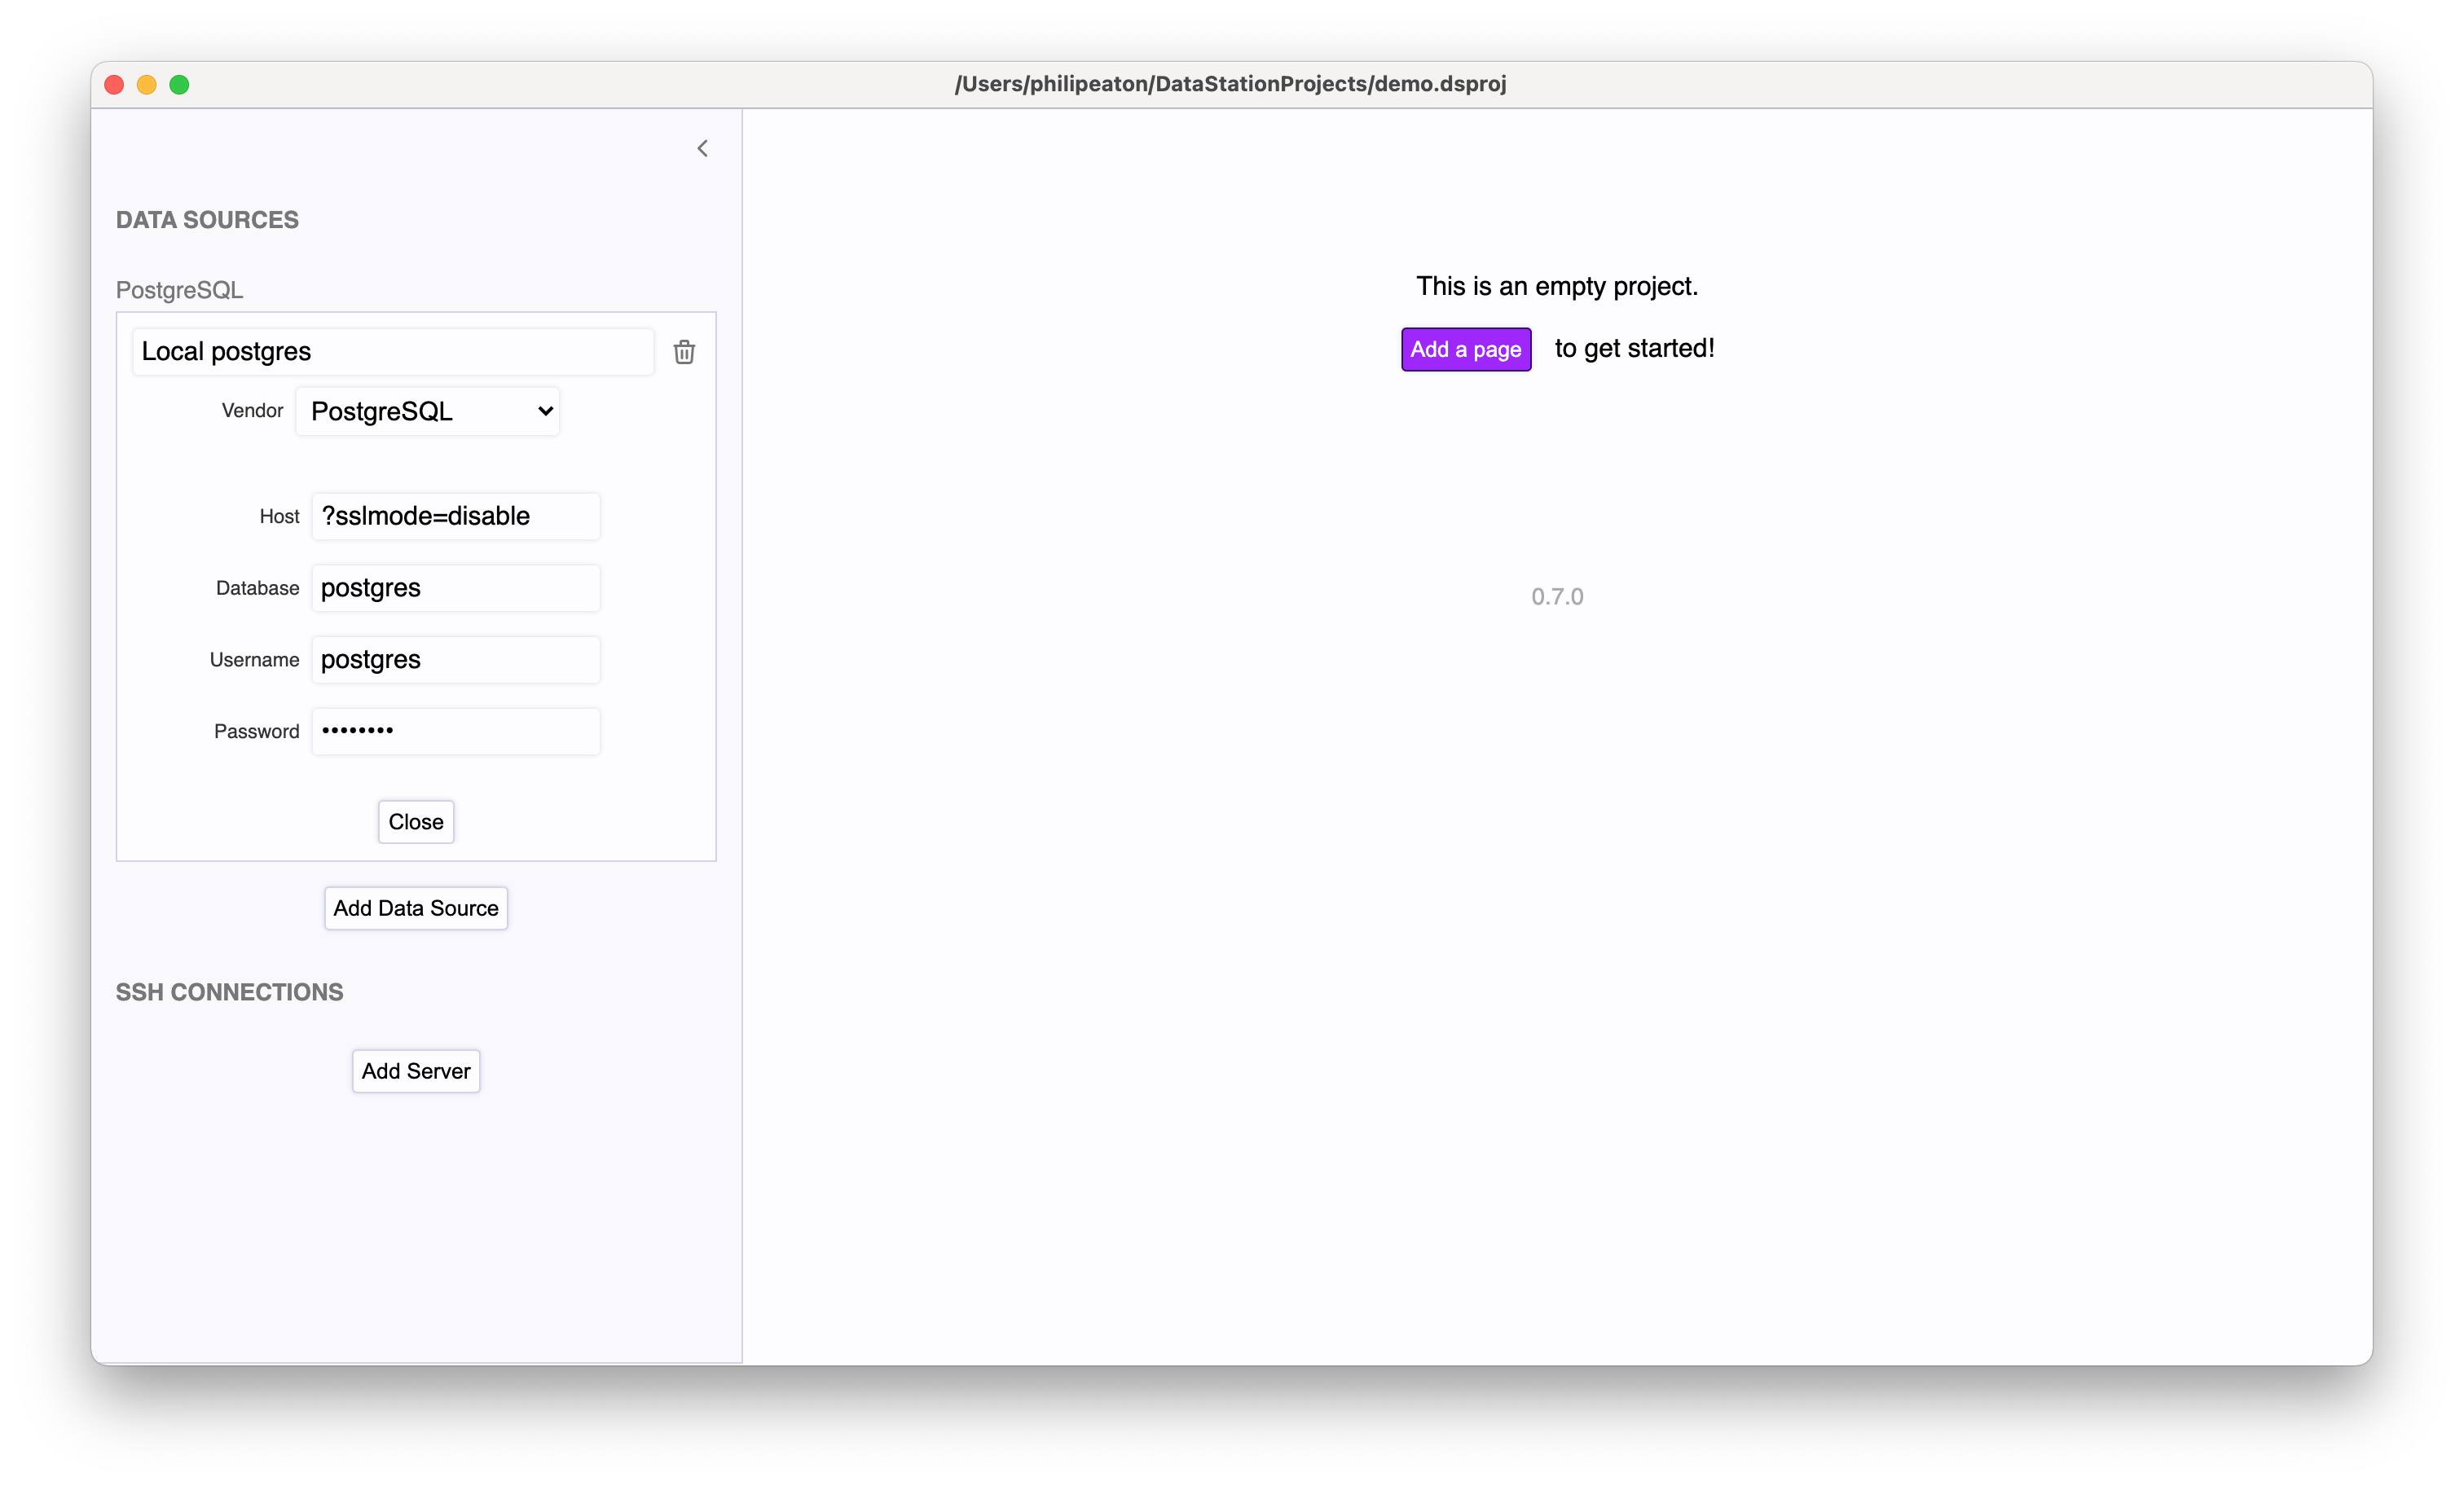 /Users/philipeaton/DataStationProjects/demo.dsproj
DATA SOURCES
PostgreSQL
Local postgres
Vendor PostgreSQL
Host ?sslmode=disable
Database postgres
Username postgres
Password ••••••••
Close
Add Data Source
SSH CONNECTIONS
Add Server
This is an empty project.
Add a page to get started!
0.7.0